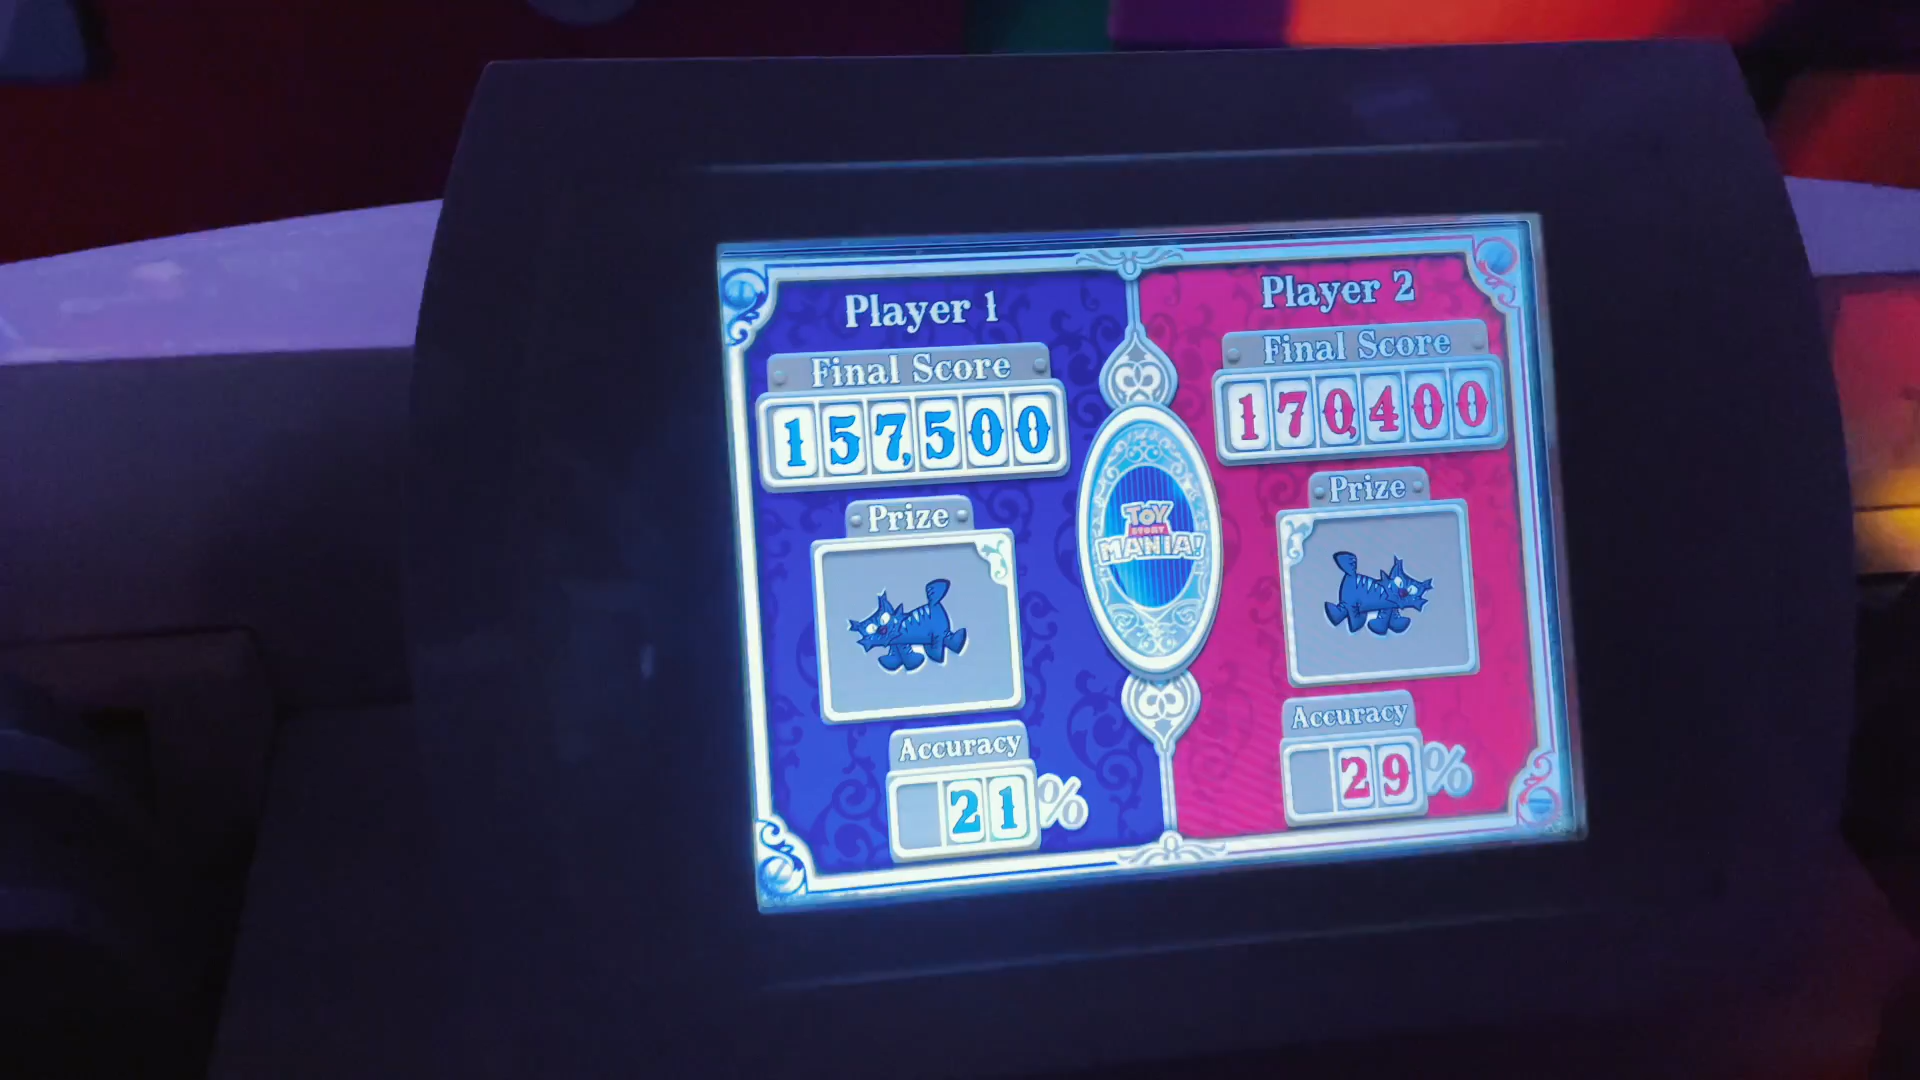 Player 1
Final Score
157,500
Prize
Accuracy
21%
TOY
STORY
MANIA!
Player 2
Final Score
170,400
Prize
Accuracy
29%